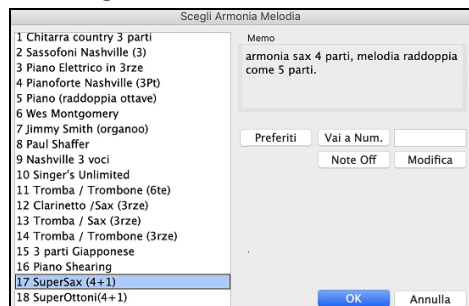 Scegli Armonia Melodia
1 Chitarra country 3 parti
2 Sassofoni Nashville (3)
3 Piano Elettrico in 3rze
4 Pianoforte Nashville (3Pt)
5 Piano (raddoppia ottave)
6 Wes Montgomery
7 Jimmy Smith (organoo)
8 Paul Shaffer
9 Nashville 3 voci
10 Singer's Unlimited
11 Tromba / Trombone (6te)
12 Clarinetto /Sax (3rze)
13 Tromba / Sax (3rze)
14 Tromba / Trombone (3rze)
15 3 parti Giapponese
16 Piano Shearing
17 SuperSax (4+1)
18 SuperOttoni(4+1)
Memo
armonia sax 4 parti, melodia raddoppia
come 5 parti.
Preferiti Vai a Num.
Note Off Modifica
OK Annulla